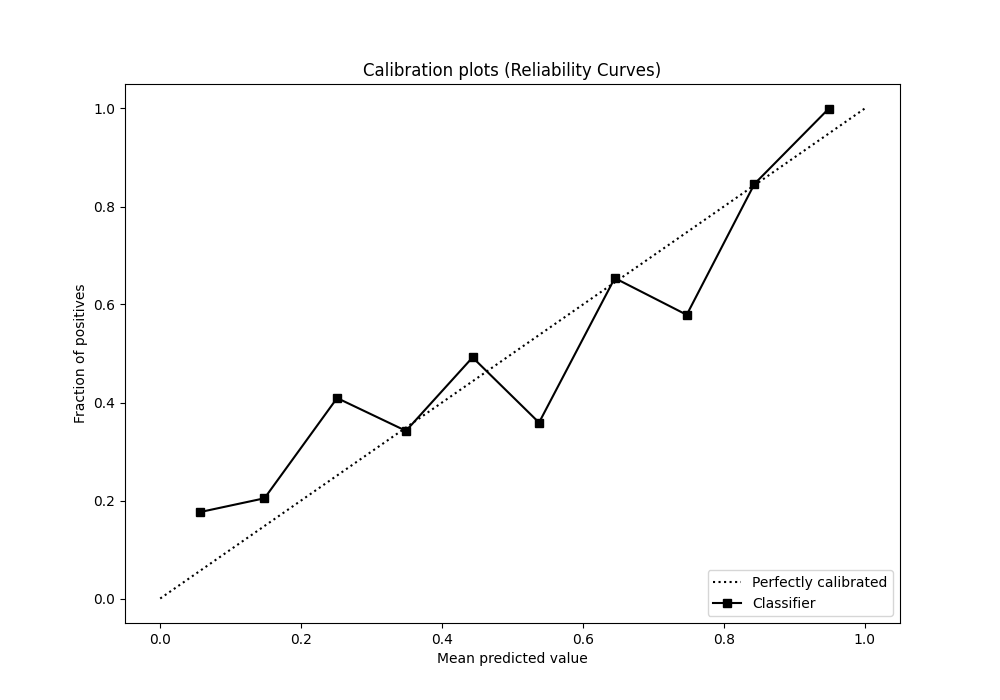 Calibration plots (Reliability Curves)
1.0
0.8
0.6
0.4
0.2
0.0
Fraction of positives
0.0 0.2 0.4 0.6 0.8 1.0
Mean predicted value
Perfectly calibrated
Classifier